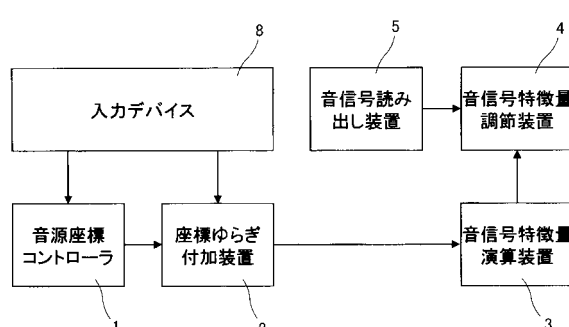 8
5
4
入力デバイス
音信号読み
出し装置
音信号特徴量
調節装置
音源座標
コントローラ
座標ゆらぎ
付加装置
音信号特徴量
演算装置
1
3